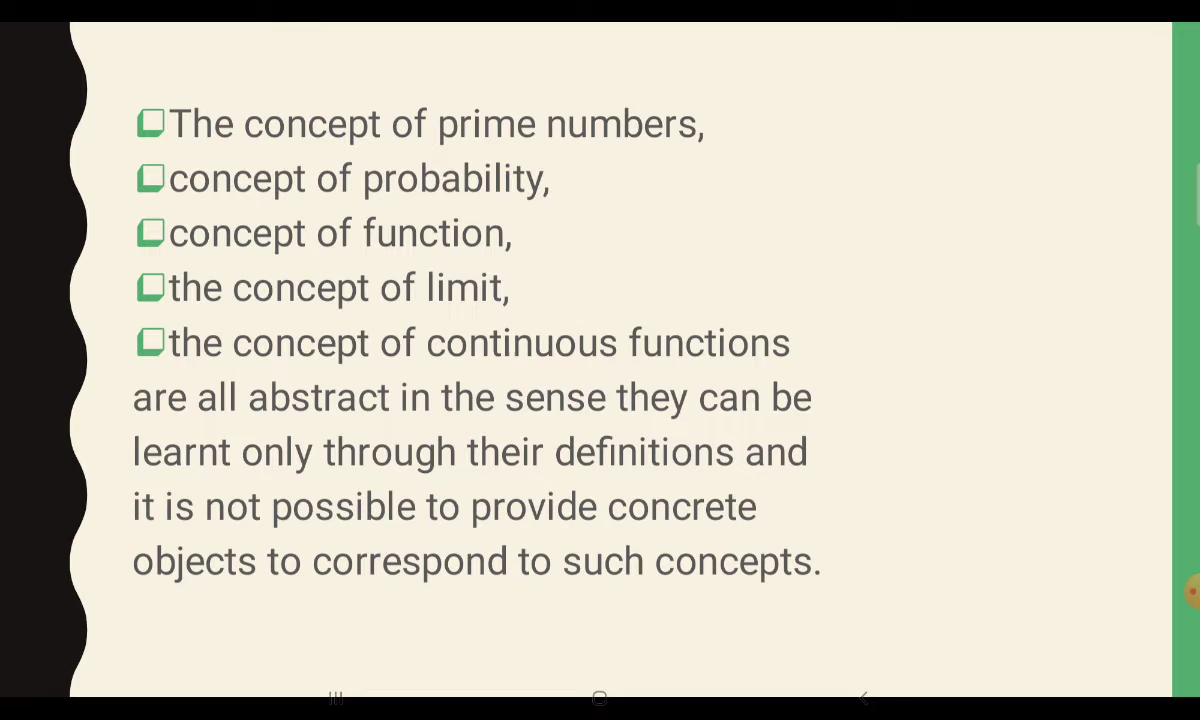 The concept of prime numbers,
concept of probability,
concept of function,
the concept of limit,
the concept of continuous functions
are all abstract in the sense they can be
learnt only through their definitions and
it is not possible to provide concrete
objects to correspond to such concepts.